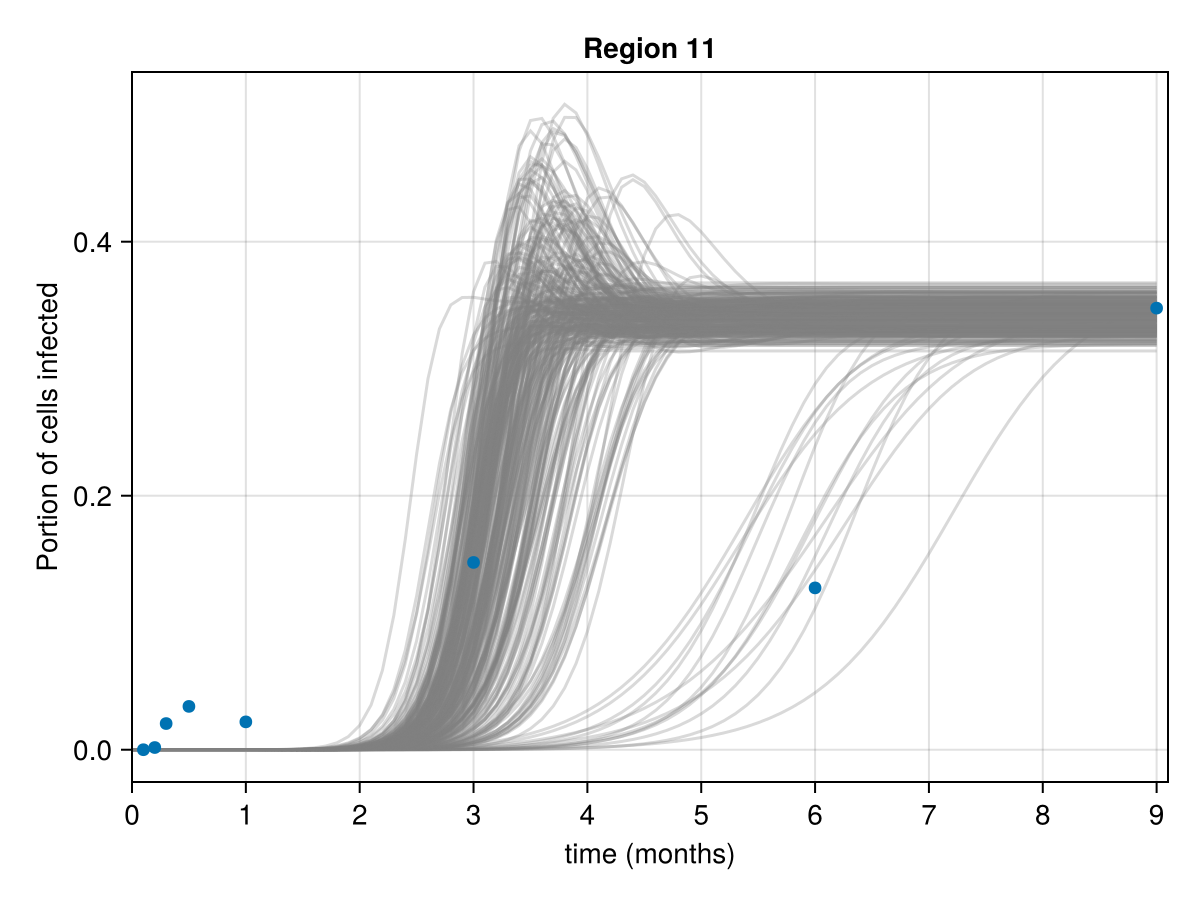 Region 11
Portion of cells infected
0.4
0.2
0.0
0 1 2 3 4 5 6 7 8 9
time (months)